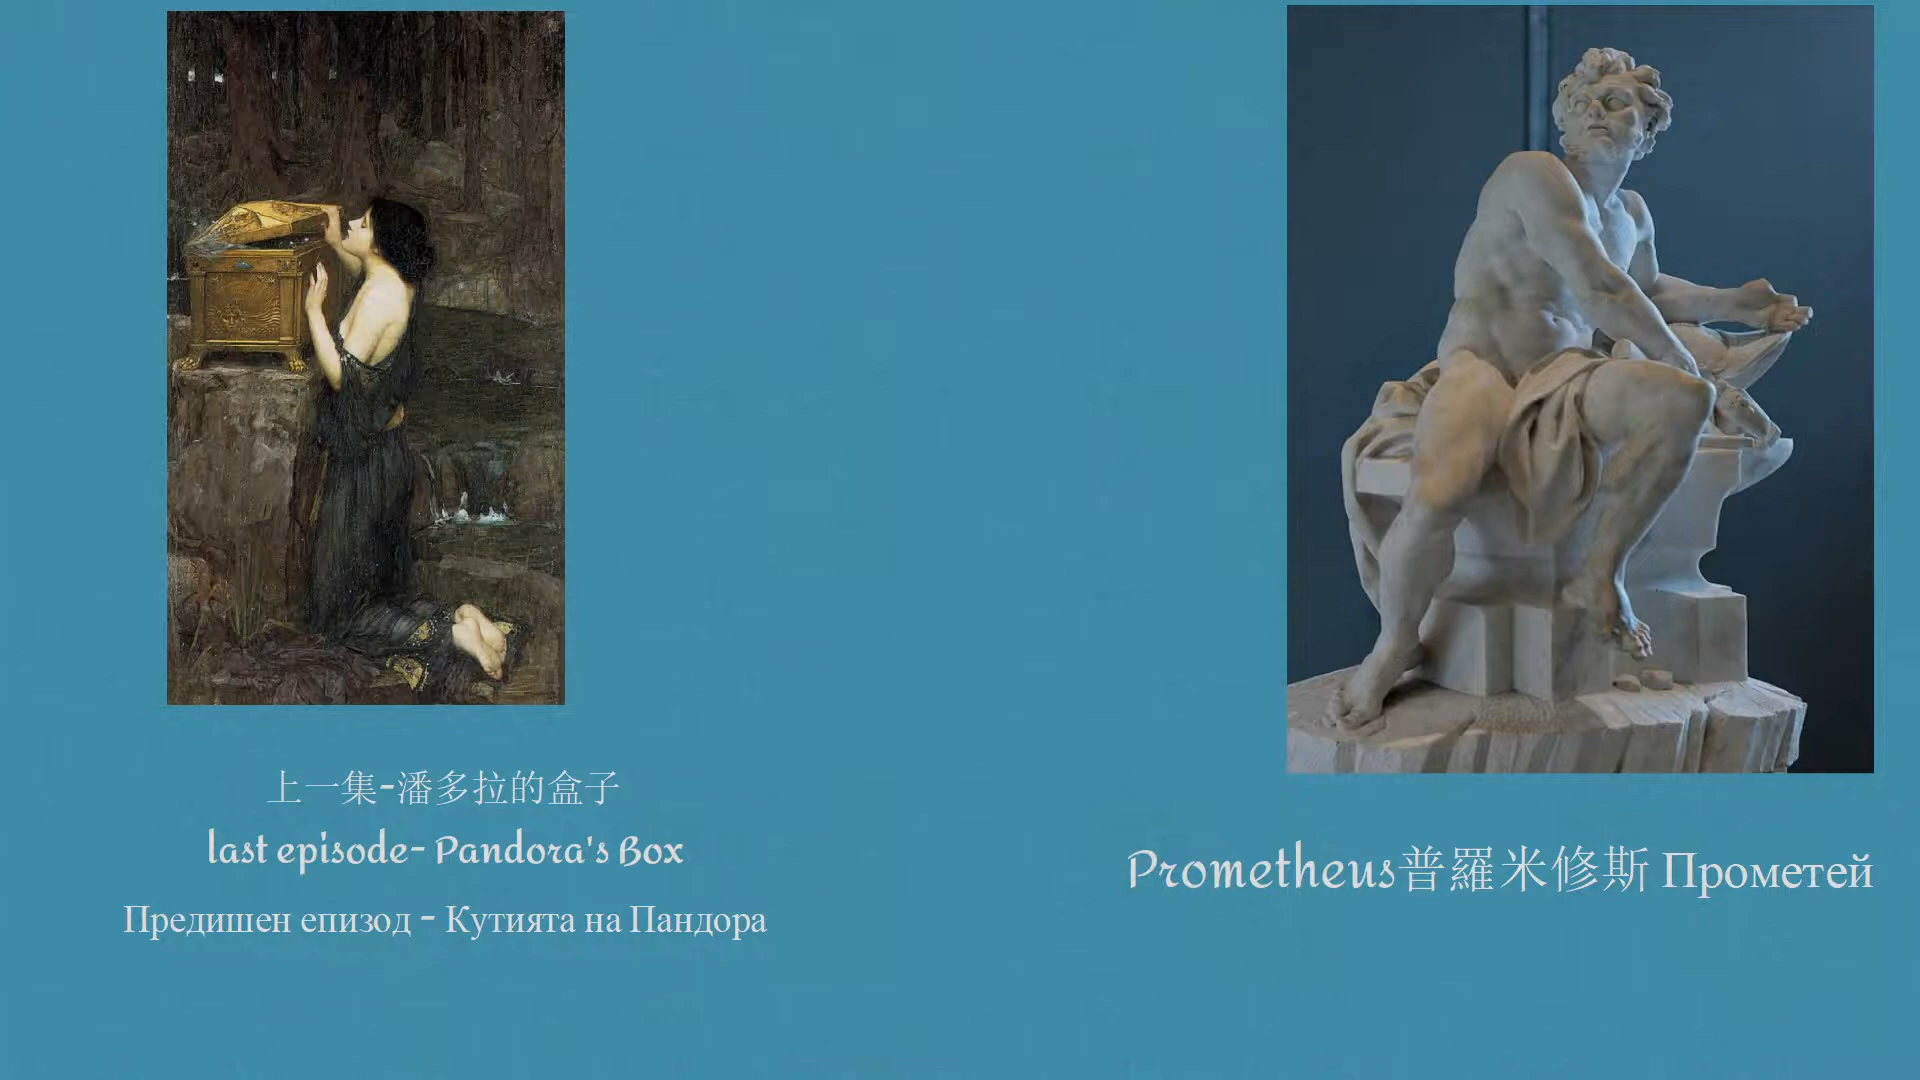 上一集-潘多拉的盒子
last episode- Pandora's Box
Предишен епизод - Кутията на Пандора
Prometheus普羅米修斯 Прометей